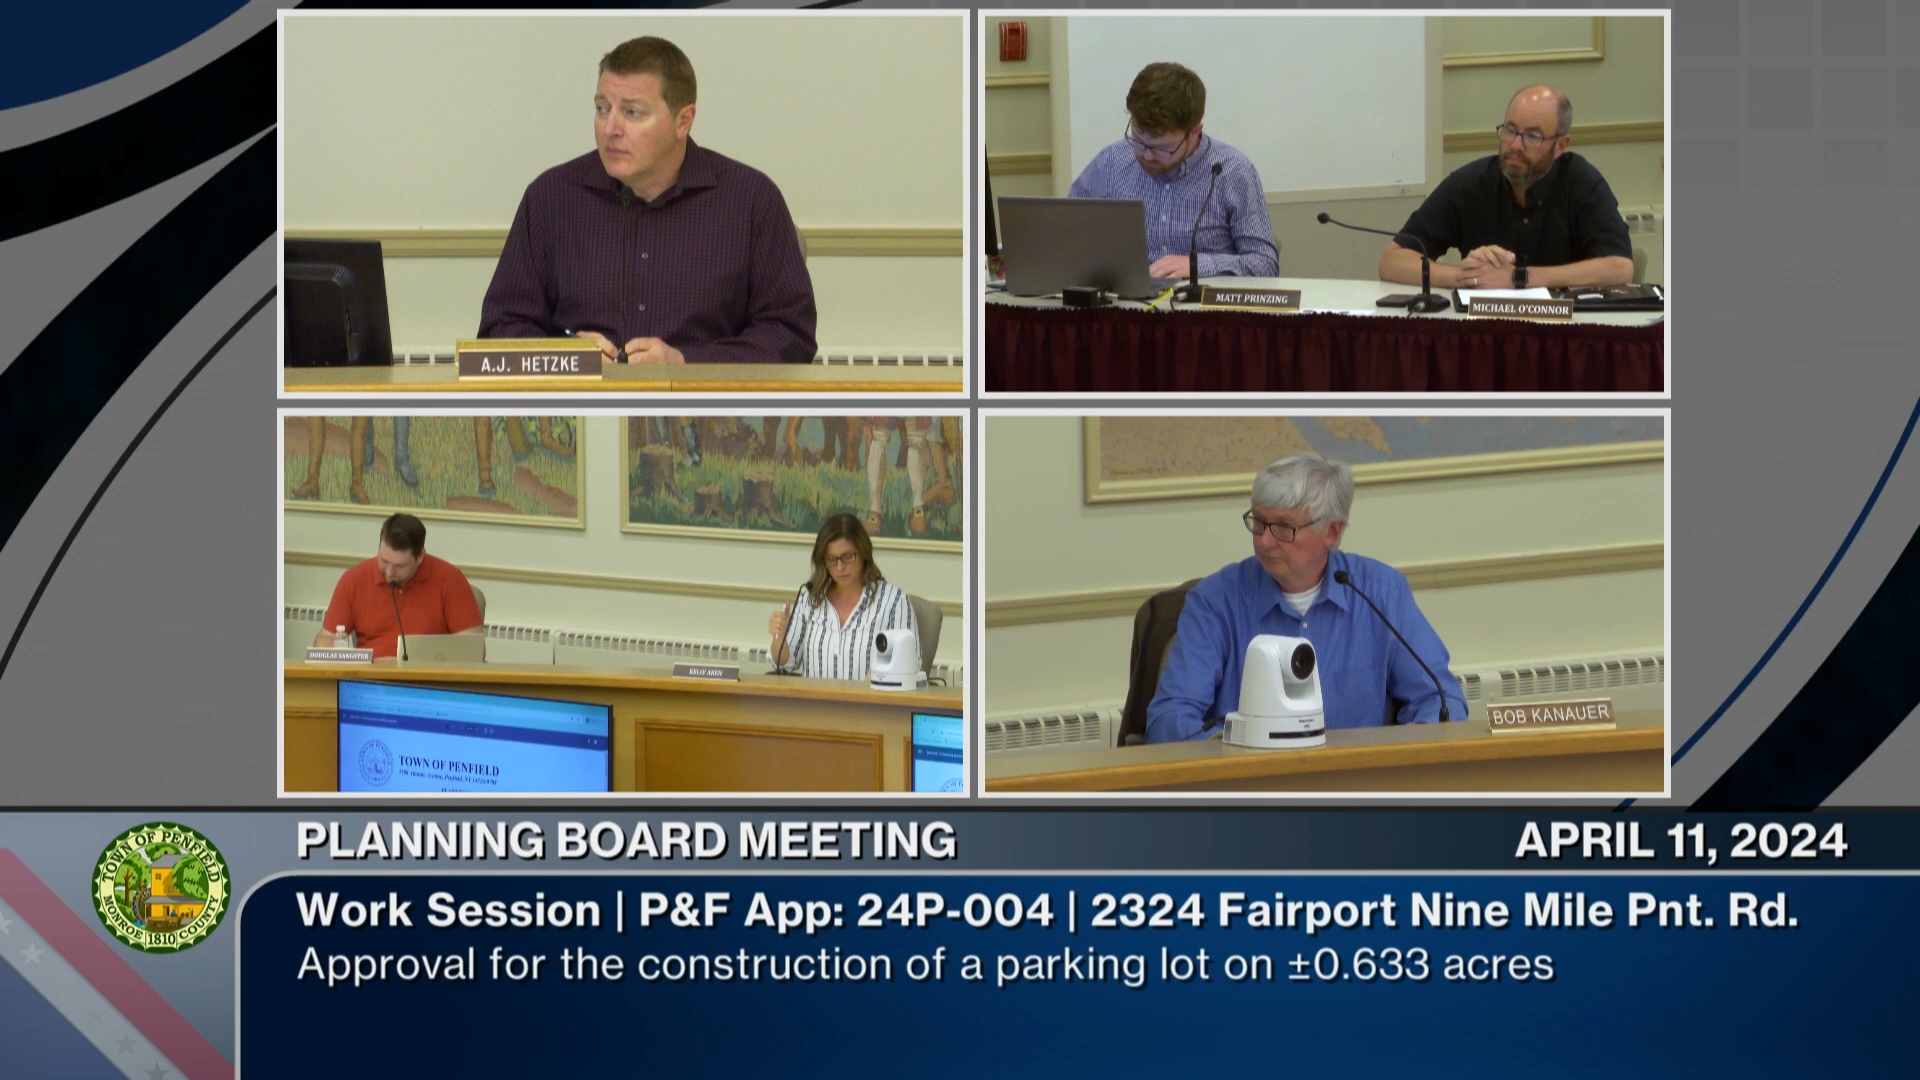 A.J. HETZKE
MATT PRINZING
MICHAEL O'CONNOR
DOUGLAS SANGSTER
KELLY AKEN
TOWN OF PENFIELD
BOB KANAUER
TOWN OF PENFIELD
MONROE COUNTY
1810
PLANNING BOARD MEETING
APRIL 11, 2024
Work Session | P&F App: 24P-004 | 2324 Fairport Nine Mile Pnt. Rd.
Approval for the construction of a parking lot on ±0.633 acres